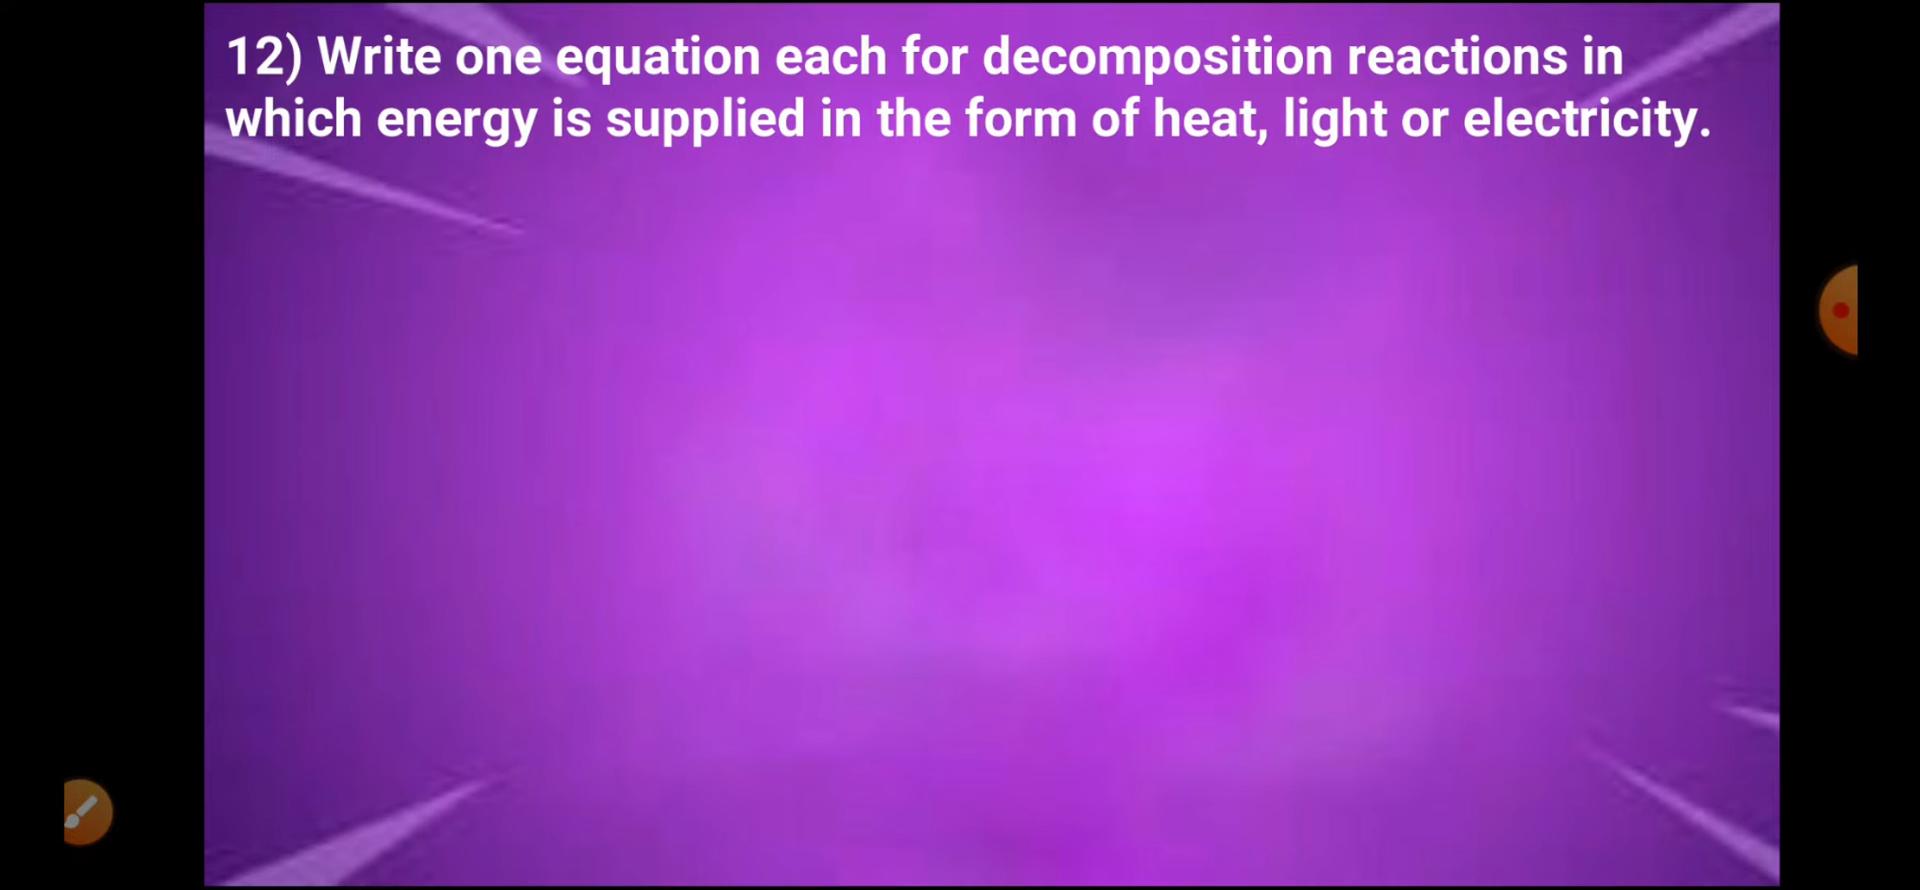 12) Write one equation each for decomposition reactions in
which energy is supplied in the form of heat, light or electricity.